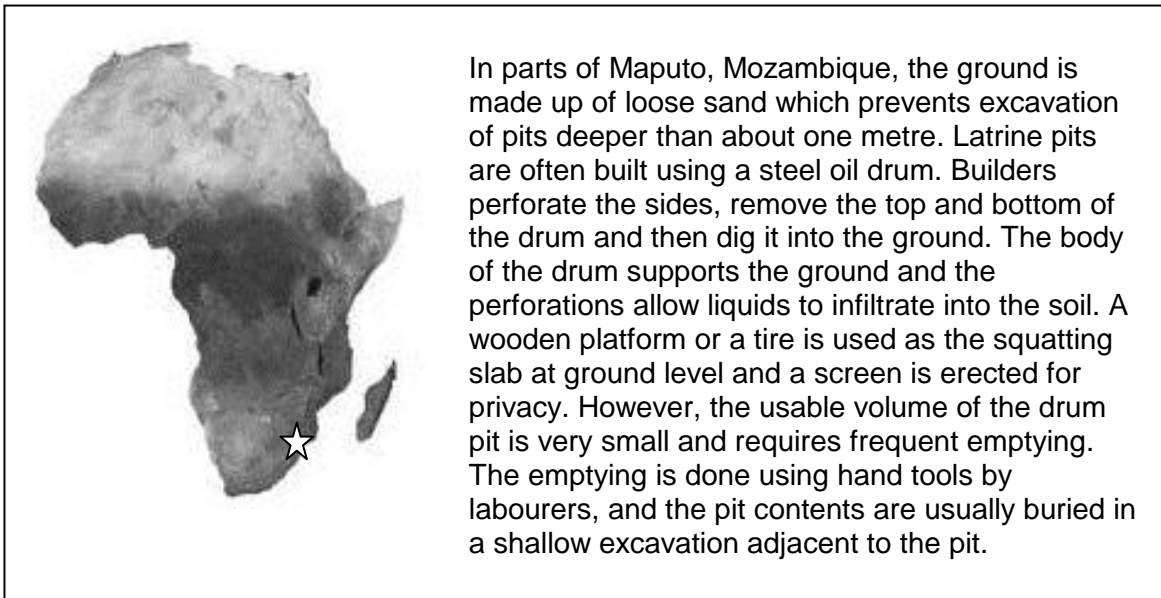 In parts of Maputo, Mozambique, the ground is
made up of loose sand which prevents excavation
of pits deeper than about one metre. Latrine pits
are often built using a steel oil drum. Builders
perforate the sides, remove the top and bottom of
the drum and then dig it into the ground. The body
of the drum supports the ground and the
perforations allow liquids to infiltrate into the soil. A
wooden platform or a tire is used as the squatting
slab at ground level and a screen is erected for
privacy. However, the usable volume of the drum
pit is very small and requires frequent emptying.
The emptying is done using hand tools by
labourers, and the pit contents are usually buried in
a shallow excavation adjacent to the pit.